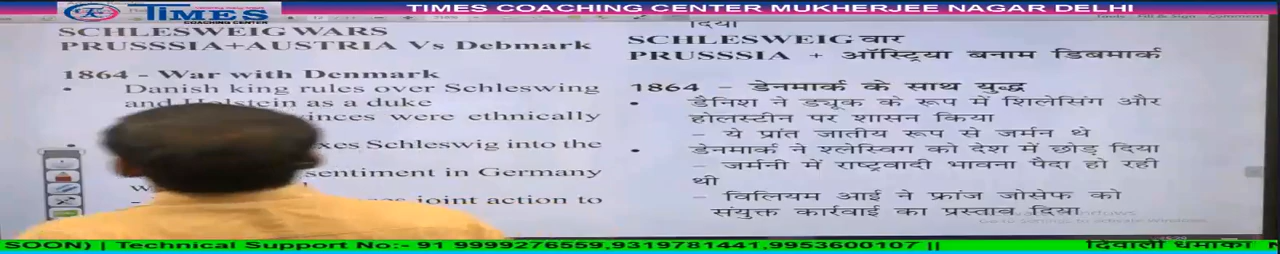 TIMES COACHING CENTER MUKHERJEE NAGAR DELHI
TIMES
COACHING CENTER
SCHLESWEIG WARS
PRUSSSIA+AUSTRIA Vs Debmark
1864 - War with Denmark
• Danish king rules over Schleswing
and Holstein as a duke
were ethnically
Schleswig into the
sentiment in Germany
joint action to
दिया
SCHLESWEIG वार
PRUSSSIA + ऑस्ट्रिया बनाम डिबमार्क
1864 – डेनमार्क के साथ युद्ध
• डैनिश ने ड्यूक के रूप में शिलेसिंग और
होलस्टीन पर शासन किया
– ये प्रांत जातीय रूप से जर्मन थे
• डेनमार्क ने श्लेस्विग को देश में छोड़ दिया
– जर्मनी में राष्ट्रवादी भावना पैदा हो रही
थी
– विलियम आई ने फ्रांज जोसेफ को
संयुक्त कार्रवाई का प्रस्ताव दिया
SOON) | Technical Support No:- 91 9999276559,9319781441,9953600107 ||
दिवाली धमाका